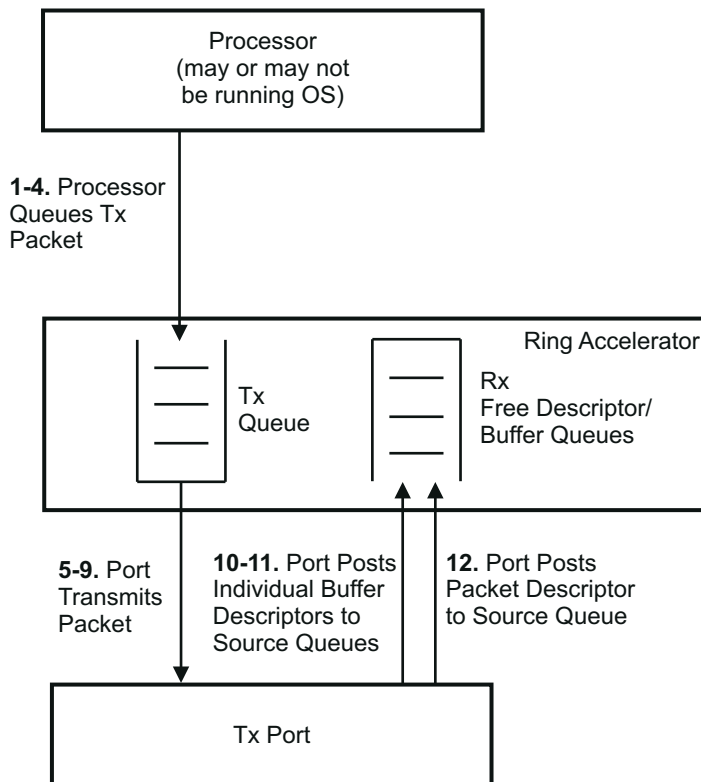 Processor
(may or may not
be running OS)
1-4. Processor
Queues Tx
Packet
Ring Accelerator
Tx
Queue
Rx
Free Descriptor/
Buffer Queues
5-9. Port
Transmits
Packet
10-11. Port Posts
Individual Buffer
Descriptors to
Source Queues
12. Port Posts
Packet Descriptor
to Source Queue
Tx Port